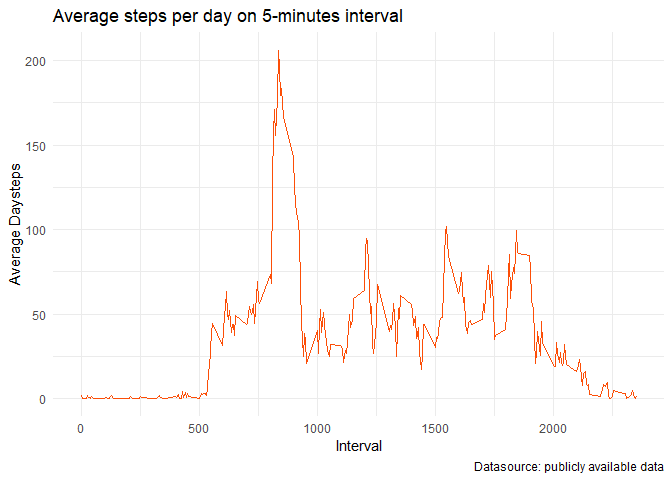 Average steps per day on 5-minutes interval
Average Daysteps
200
150
100
50
0
0
500
1000
1500
2000
Interval
Datasource: publicly available data